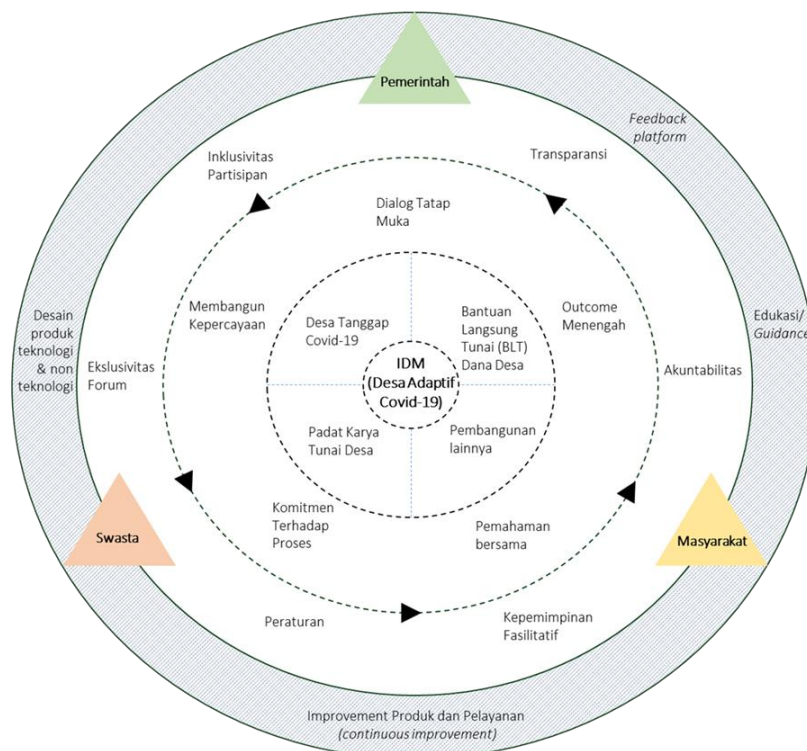 Pemerintah
Feedback
platform
Inklusivitas
Partisipan
Transparansi
Dialog Tatap
Muka
Membangun
Kepercayaan
Outcome
Menengah
Desa Tanggap
Covid-19
Bantuan
Langsung
Tunai (BLT)
Dana Desa
Desain
produk
teknologi
& non
teknologi
Ekslusivitas
Forum
IDM
(Desa Adaptif
Covid-19)
Akuntabilitas
Edukasi/
Guidance
Padat Karya
Tunai Desa
Pembangunan
lainnya
Komitmen
Terhadap
Proses
Pemahaman
bersama
Swasta
Masyarakat
Peraturan
Kepemimpinan
Fasilitatif
Improvement Produk dan Pelayanan
(continuous improvement)